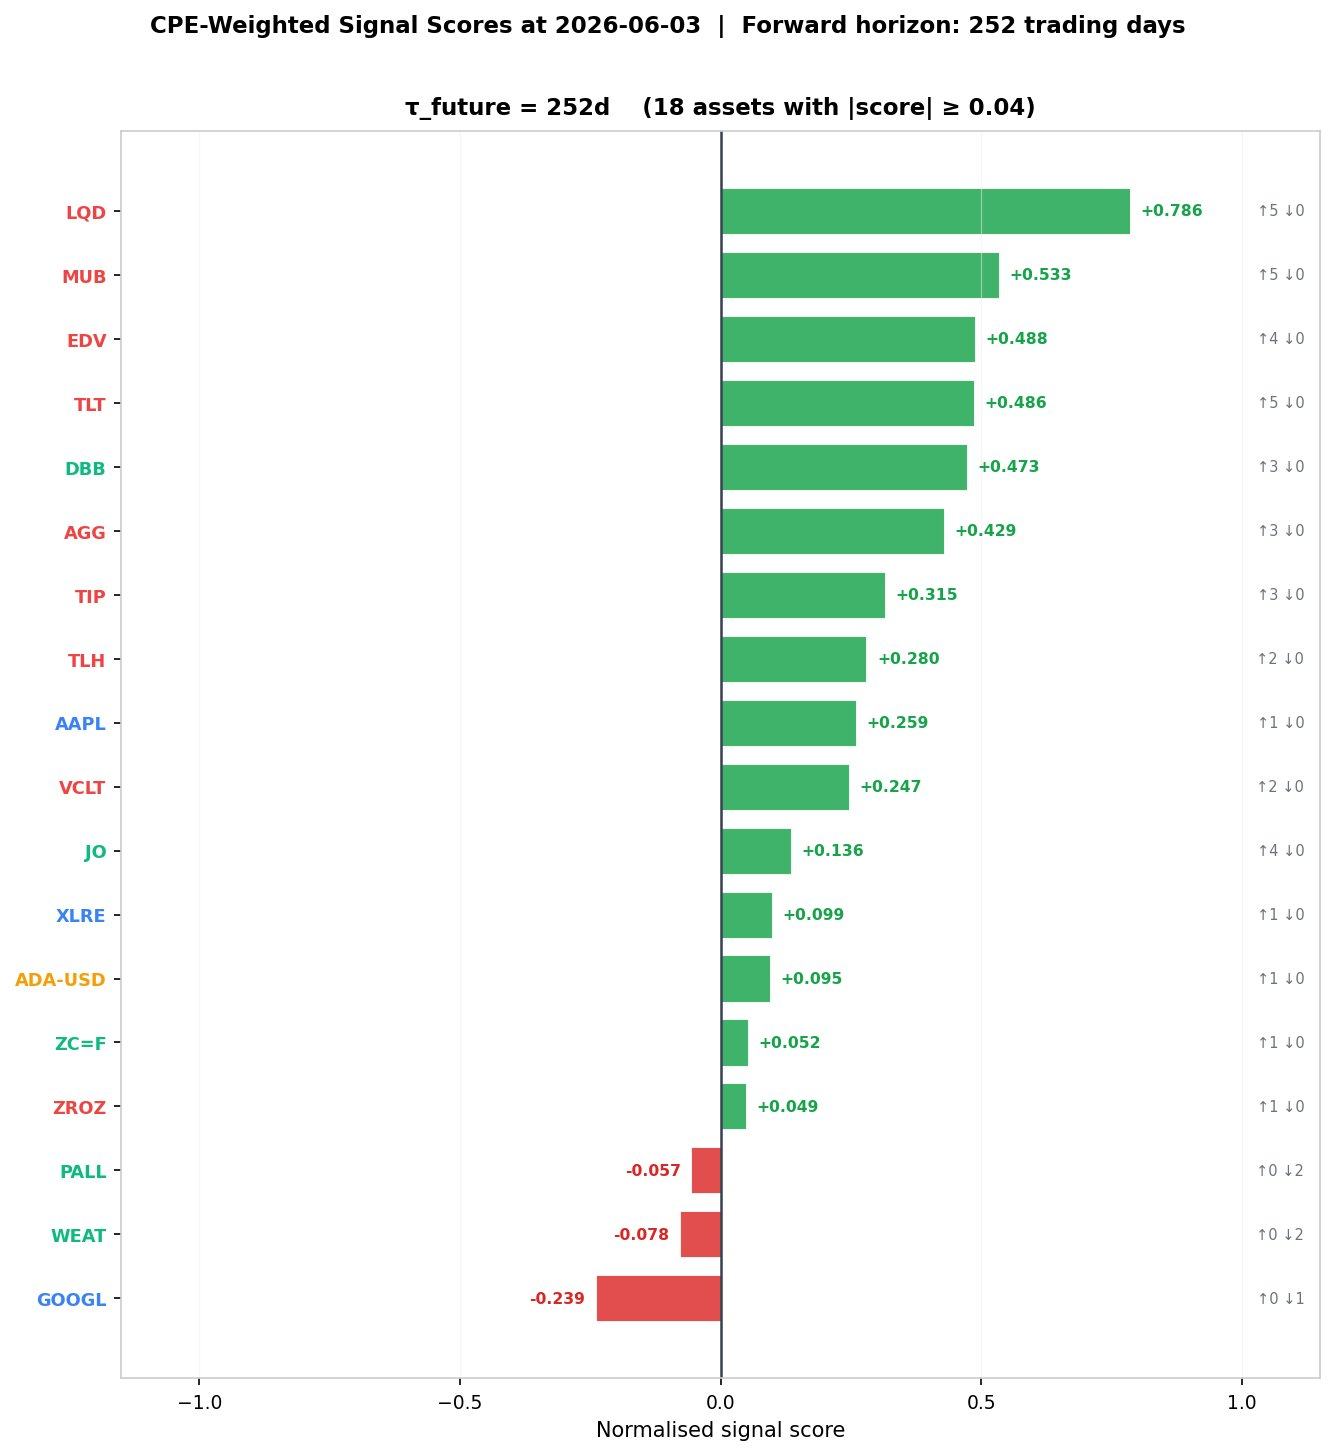 CPE-Weighted Signal Scores at 2026-06-03 | Forward horizon: 252 trading days
τ_future = 252d (18 assets with |score| ≥ 0.04)
LQD +0.786 ↑5 ↓0
MUB +0.533 ↑5 ↓0
EDV +0.488 ↑4 ↓0
TLT +0.486 ↑5 ↓0
DBB +0.473 ↑3 ↓0
AGG +0.429 ↑3 ↓0
TIP +0.315 ↑3 ↓0
TLH +0.280 ↑2 ↓0
AAPL +0.259 ↑1 ↓0
VCLT +0.247 ↑2 ↓0
JO +0.136 ↑4 ↓0
XLRE +0.099 ↑1 ↓0
ADA-USD +0.095 ↑1 ↓0
ZC=F +0.052 ↑1 ↓0
ZROZ +0.049 ↑1 ↓0
PALL -0.057 ↑0 ↓2
WEAT -0.078 ↑0 ↓2
GOOGL -0.239 ↑0 ↓1
−1.0 −0.5 0.0 0.5 1.0
Normalised signal score